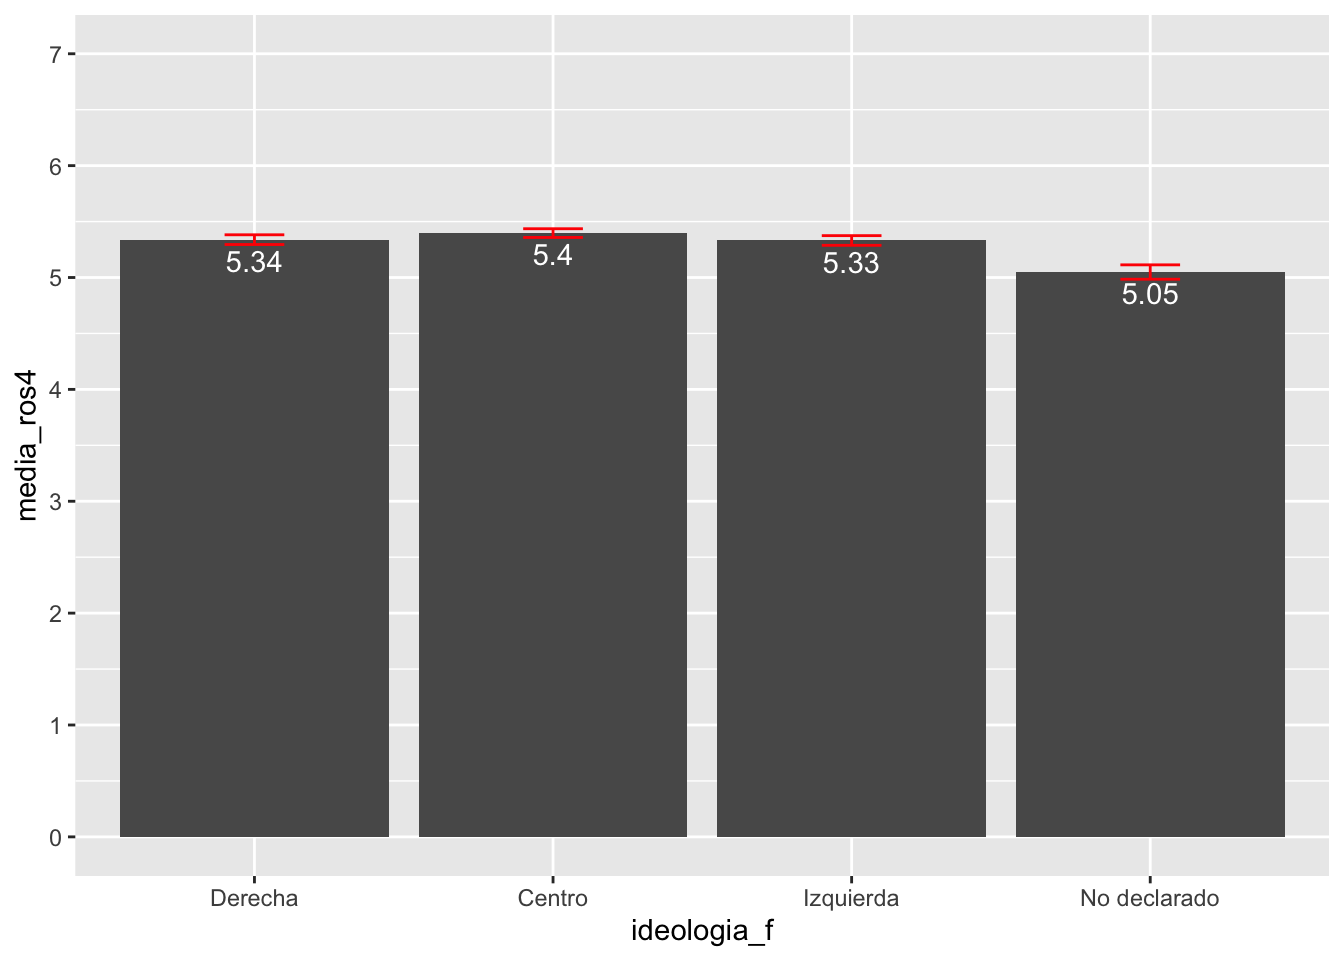 7
6
5
4
3
2
1
0
media_ros4
5.34
5.4
5.33
5.05
Derecha
Centro
Izquierda
No declarado
ideologia_f